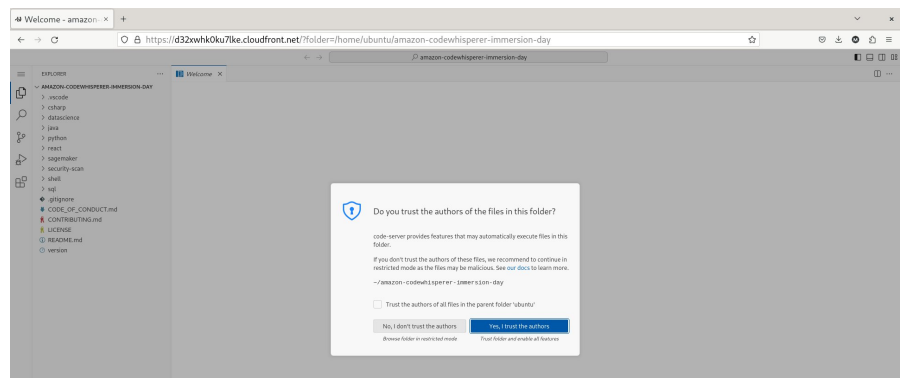 Welcome - amazon-
https://d32xwhk0ku7lke.cloudfront.net/?folder=/home/ubuntu/amazon-codewhisperer-immersion-day
amazon-codewhisperer-immersion-day
EXPLORER
Welcome
AMAZON-CODEWHISPERER-IMMERSION-DAY
.vscode
csharp
datascience
java
python
react
sagemaker
security-scan
shell
sql
.gitignore
CODE_OF_CONDUCT.md
CONTRIBUTING.md
LICENSE
README.md
version
Do you trust the authors of the files in this folder?
code-server provides features that may automatically execute files in this
folder.
If you don't trust the authors of these files, we recommend to continue in
restricted mode as the files may be malicious. See our docs to learn more.
~/amazon-codewhisperer-immersion-day
Trust the authors of all files in the parent folder 'ubuntu'
No, I don't trust the authors
Yes, I trust the authors
Browse folder in restricted mode
Trust folder and enable all features